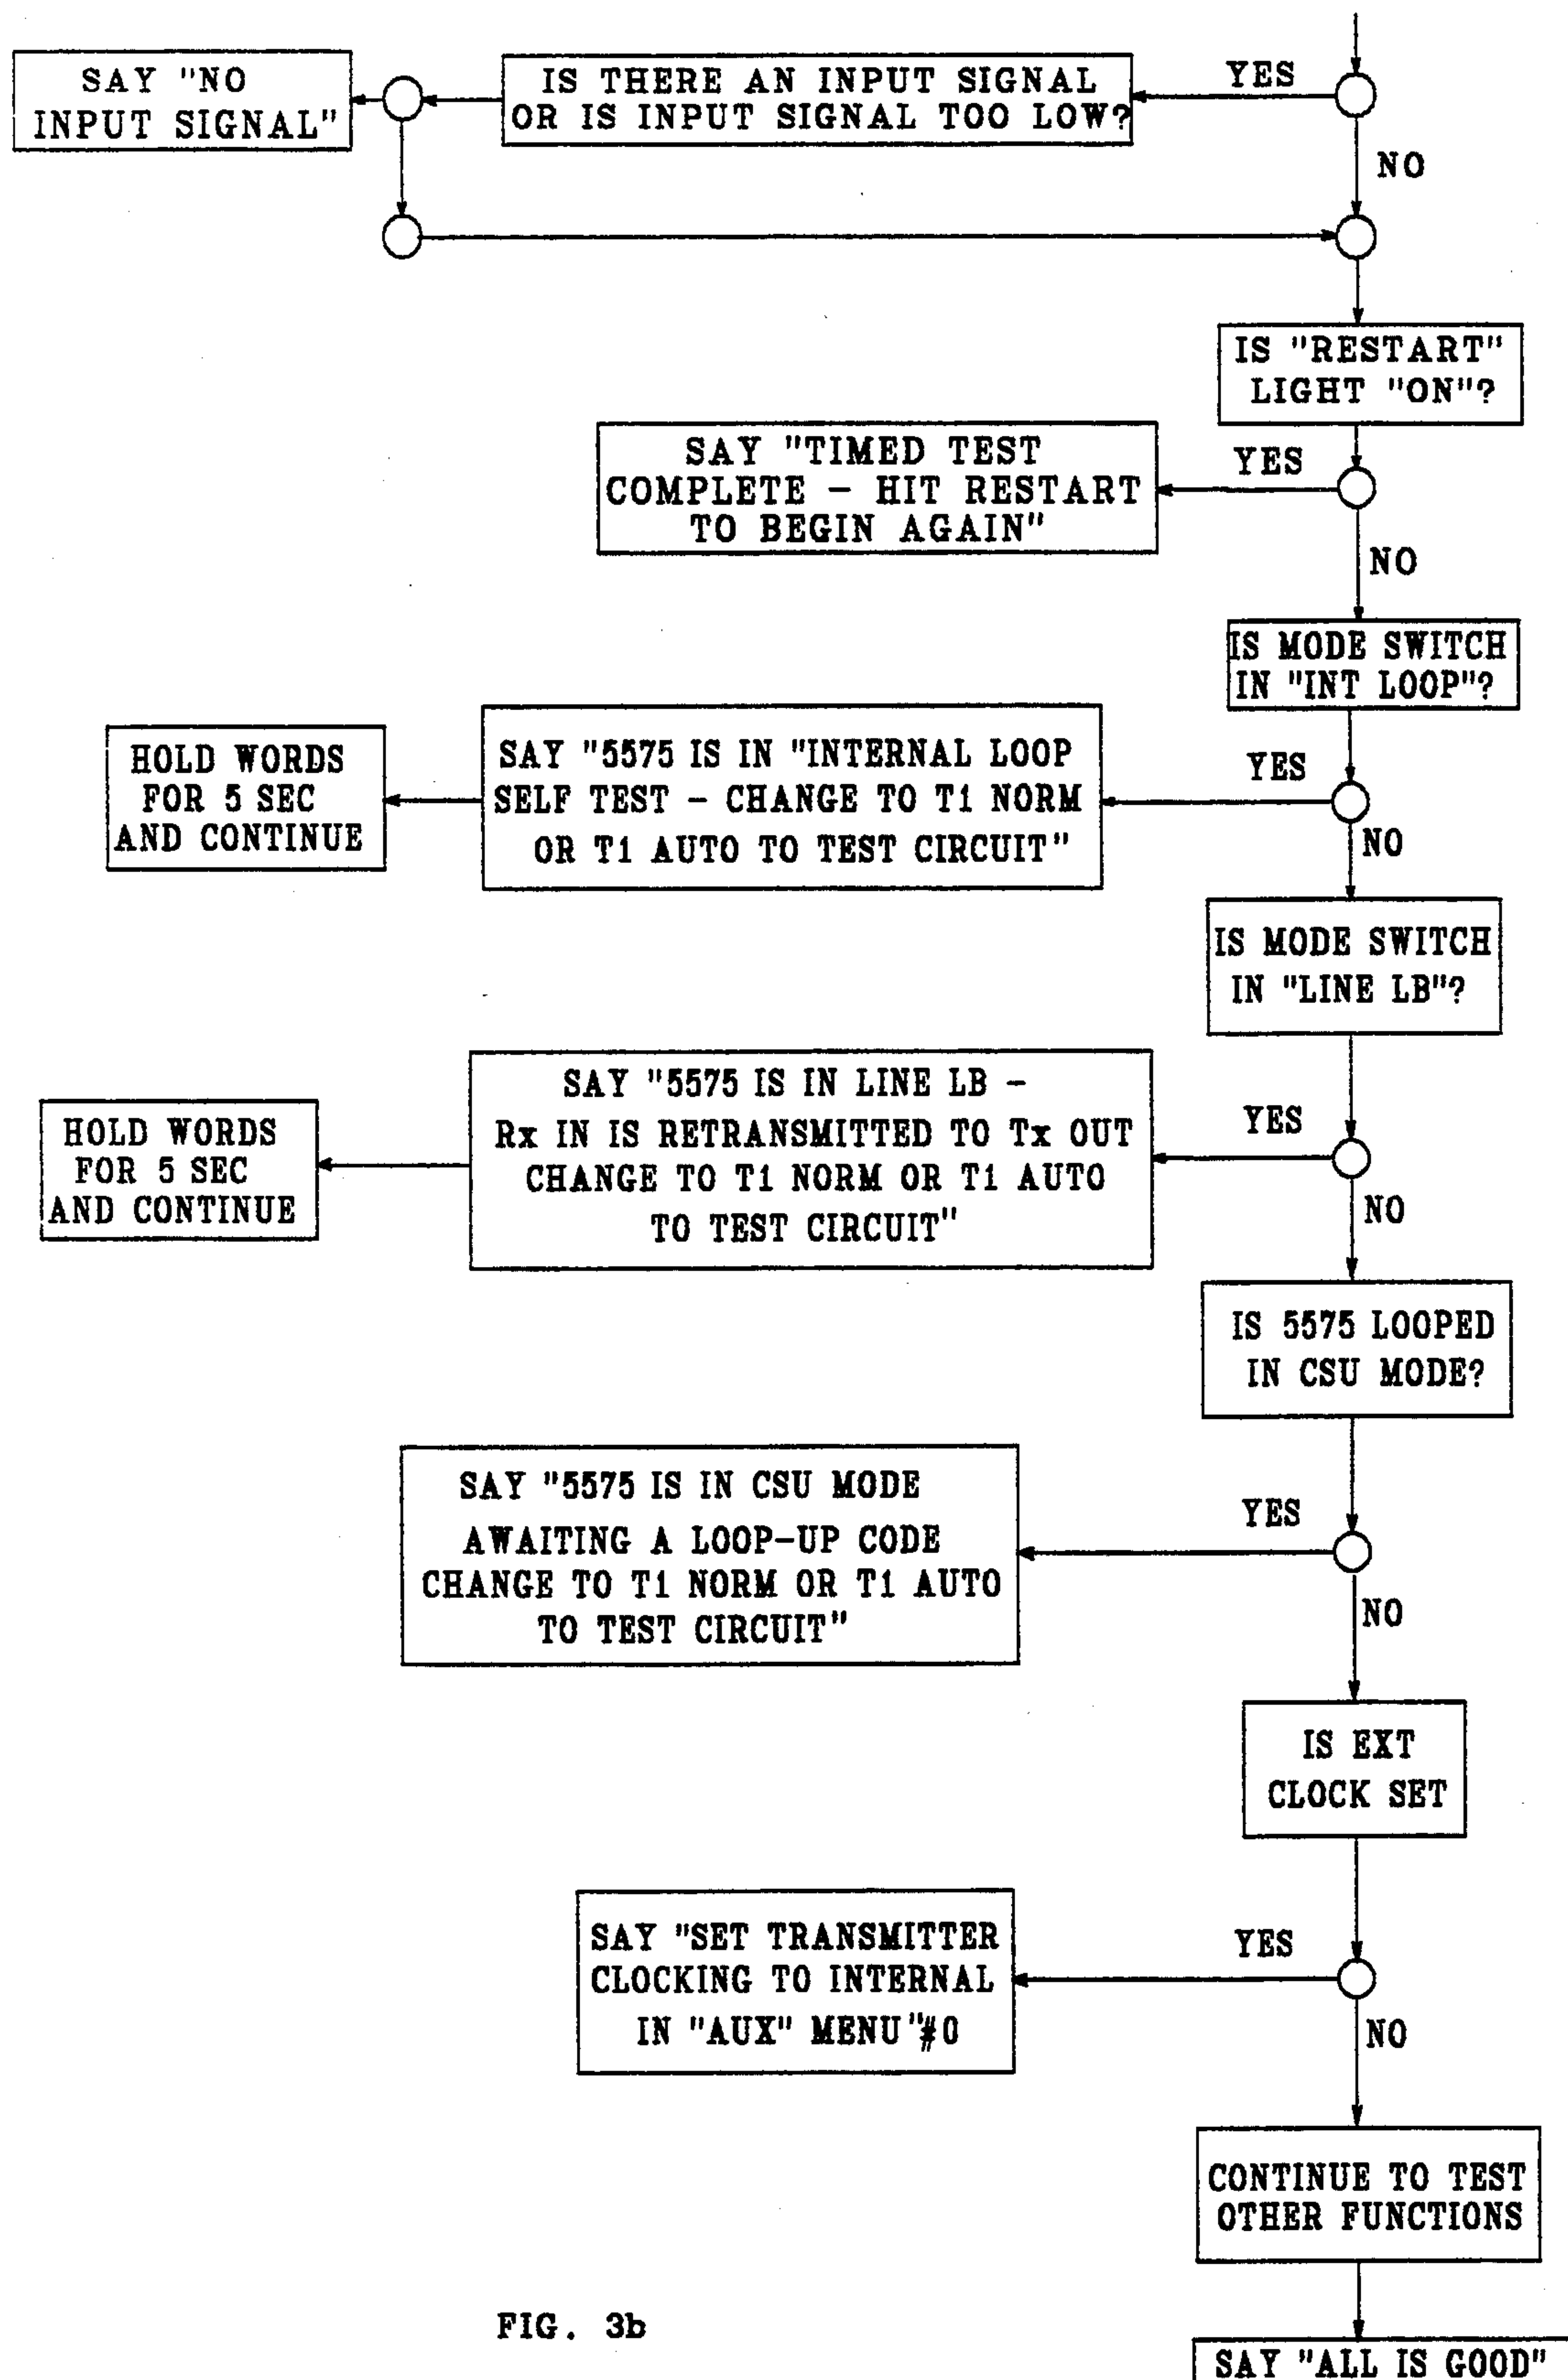 SAY "NO
INPUT SIGNAL"
IS THERE AN INPUT SIGNAL
OR IS INPUT SIGNAL TOO LOW?
YES
NO
IS "RESTART"
LIGHT "ON"?
SAY "TIMED TEST
COMPLETE - HIT RESTART
TO BEGIN AGAIN"
YES
NO
IS MODE SWITCH
IN "INT LOOP"?
HOLD WORDS
FOR 5 SEC
AND CONTINUE
SAY "5575 IS IN "INTERNAL LOOP
SELF TEST - CHANGE TO T1 NORM
OR T1 AUTO TO TEST CIRCUIT"
YES
NO
IS MODE SWITCH
IN "LINE LB"?
HOLD WORDS
FOR 5 SEC
AND CONTINUE
SAY "5575 IS IN LINE LB -
Rx IN IS RETRANSMITTED TO Tx OUT
CHANGE TO T1 NORM OR T1 AUTO
TO TEST CIRCUIT"
YES
NO
IS 5575 LOOPED
IN CSU MODE?
SAY "5575 IS IN CSU MODE
AWAITING A LOOP-UP CODE
CHANGE TO T1 NORM OR T1 AUTO
TO TEST CIRCUIT"
YES
NO
IS EXT
CLOCK SET
SAY "SET TRANSMITTER
CLOCKING TO INTERNAL
IN "AUX" MENU "#0
YES
NO
CONTINUE TO TEST
OTHER FUNCTIONS
SAY "ALL IS GOOD"
FIG. 3b